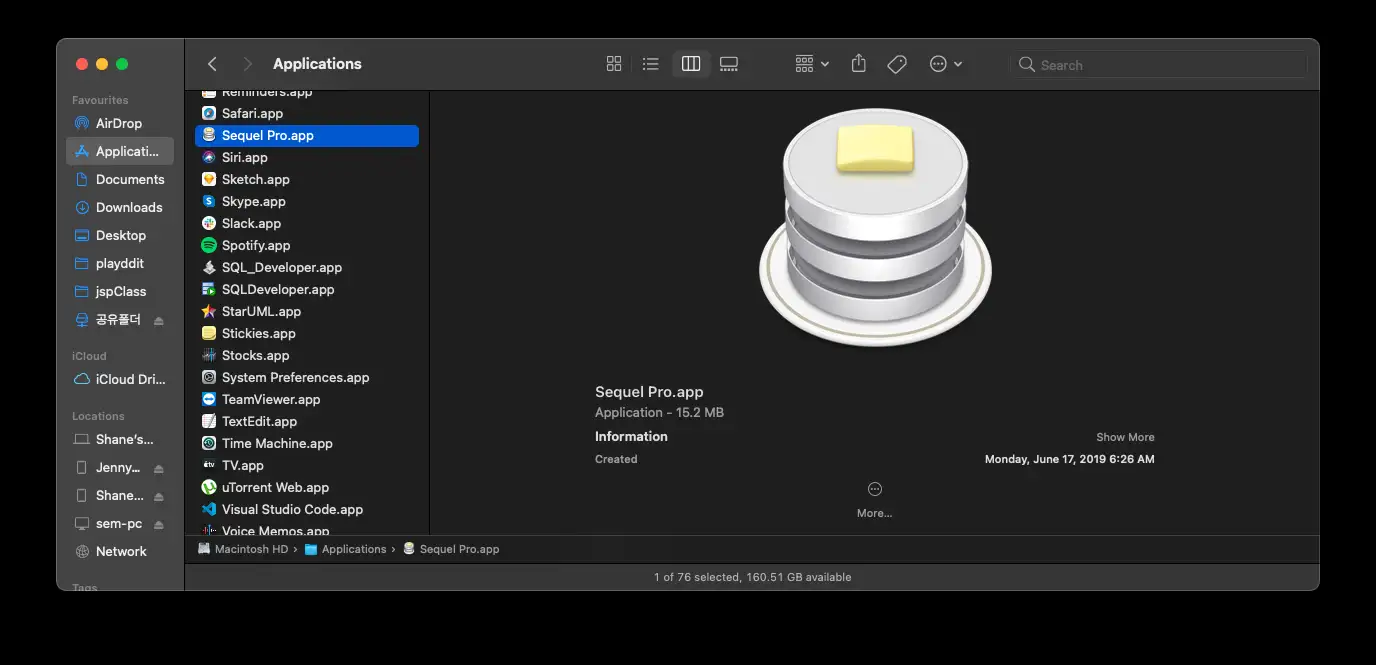 Applications
Search
Favourites
AirDrop
Applicati...
Documents
Downloads
Desktop
playddit
jspClass
공유폴더
iCloud
iCloud Dri...
Locations
Shane's...
Jenny...
Shane...
sem-pc
Network
Tags
Reminders.app
Safari.app
Sequel Pro.app
Siri.app
Sketch.app
Skype.app
Slack.app
Spotify.app
SQL_Developer.app
SQLDeveloper.app
StarUML.app
Stickies.app
Stocks.app
System Preferences.app
TeamViewer.app
TextEdit.app
Time Machine.app
TV.app
uTorrent Web.app
Visual Studio Code.app
Voice Memos.app
Sequel Pro.app
Application - 15.2 MB
Information Show More
Created Monday, June 17, 2019 6:26 AM
More...
Macintosh HD › Applications › Sequel Pro.app
1 of 76 selected, 160.51 GB available